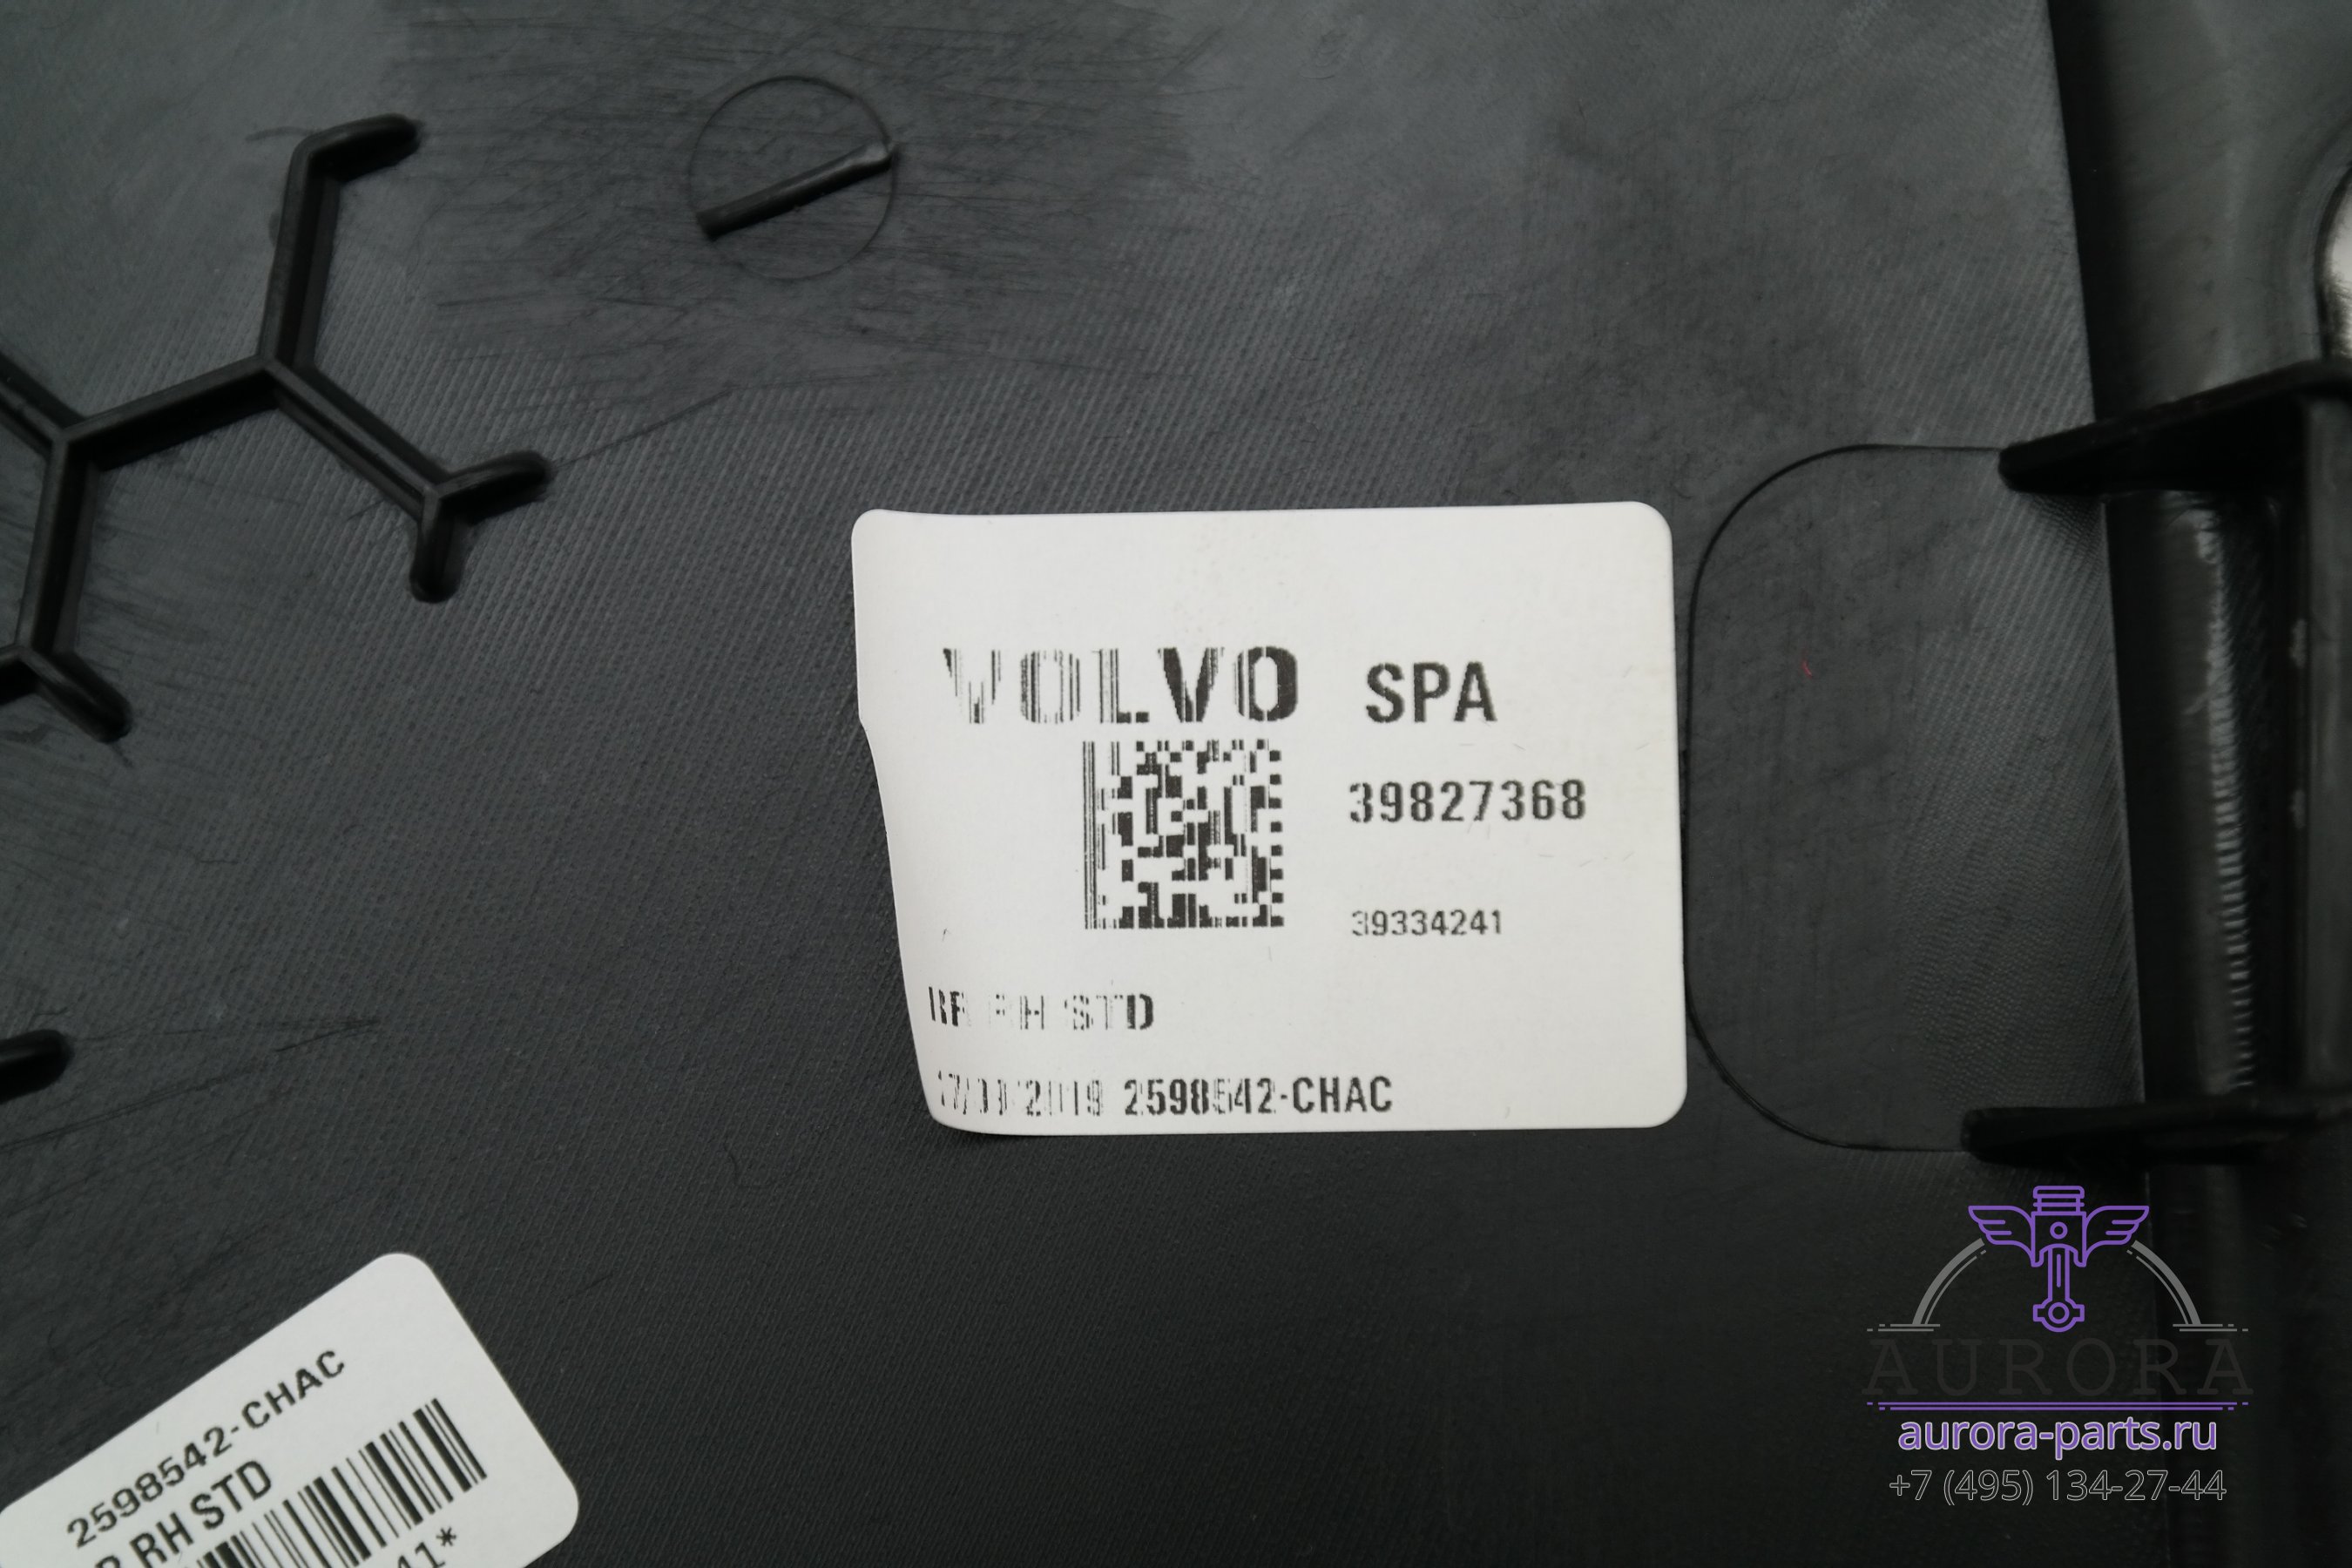 VOLVO SPA
39827368
39334241
RH STD
2598542-CHAC
2598542-CHAC
RH STD
41*
AURORA
aurora-parts.ru
+7 (495) 134-27-44